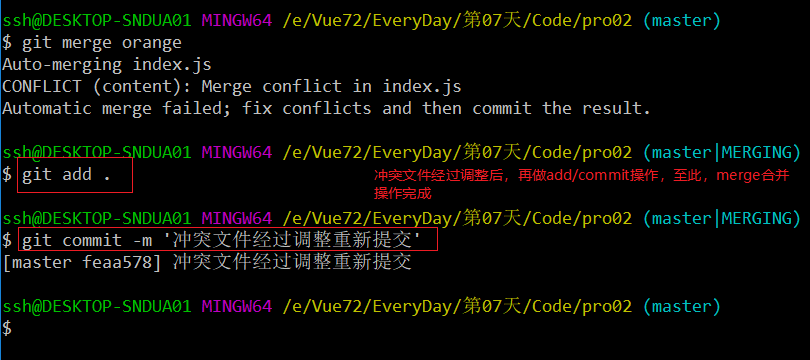 ssh@DESKTOP-SNDUA01 MINGW64 /e/Vue72/EveryDay/第07天/Code/pro02 (master)
$ git merge orange
Auto-merging index.js
CONFLICT (content): Merge conflict in index.js
Automatic merge failed; fix conflicts and then commit the result.
ssh@DESKTOP-SNDUA01 MINGW64 /e/Vue72/EveryDay/第07天/Code/pro02 (master|MERGING)
$ git add .
冲突文件经过调整后，再做add/commit操作，至此，merge合并
操作完成
ssh@DESKTOP-SNDUA01 MINGW64 /e/Vue72/EveryDay/第07天/Code/pro02 (master|MERGING)
$ git commit -m '冲突文件经过调整重新提交'
[master feaa578] 冲突文件经过调整重新提交
ssh@DESKTOP-SNDUA01 MINGW64 /e/Vue72/EveryDay/第07天/Code/pro02 (master)
$